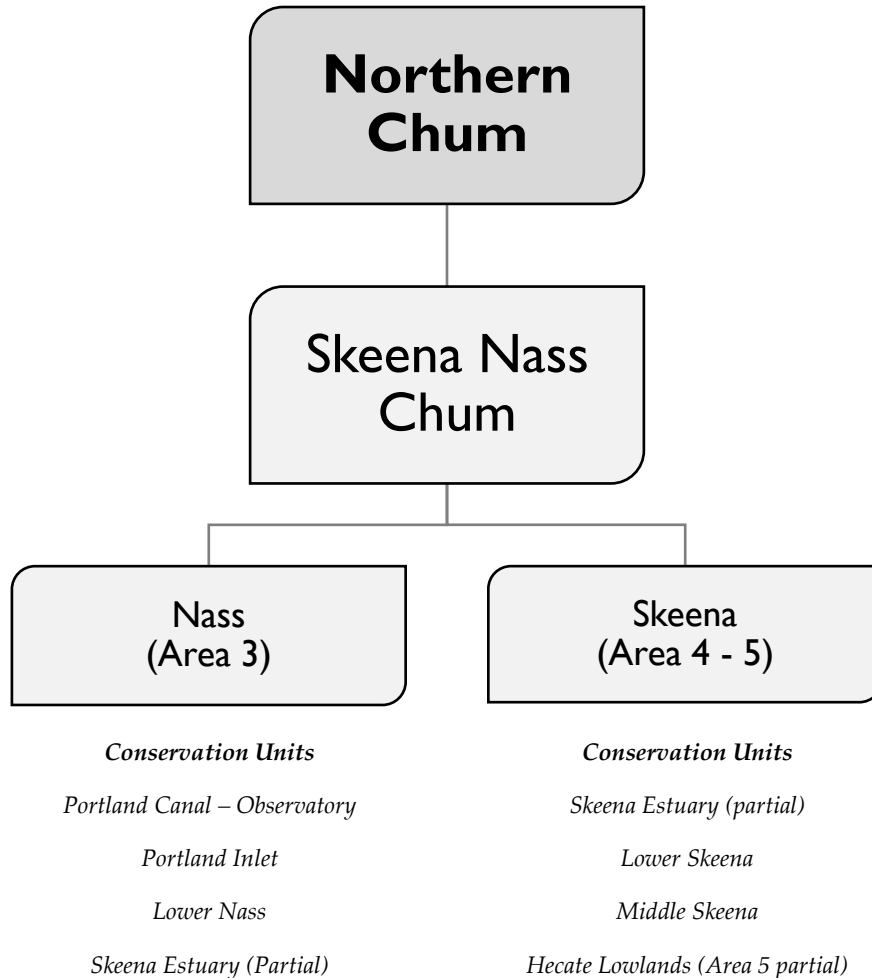 Northern
Chum
Skeena Nass
Chum
Nass
(Area 3)
Skeena
(Area 4 - 5)
Conservation Units
Portland Canal – Observatory
Portland Inlet
Lower Nass
Skeena Estuary (Partial)
Conservation Units
Skeena Estuary (partial)
Lower Skeena
Middle Skeena
Hecate Lowlands (Area 5 partial)